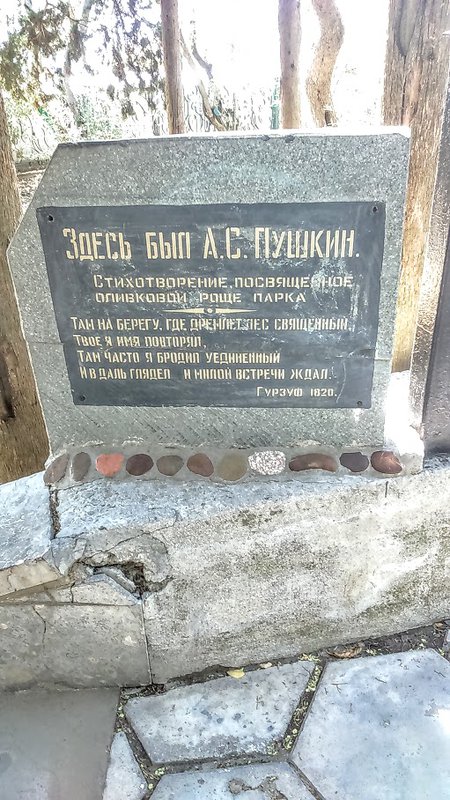 ЗДЕСЬ БЫЛ А.С. ПУШКИН.
СТИХОТВОРЕНИЕ, ПОСВЯЩЕННОЕ
ОЛИВКОВОЙ РОЩЕ ПАРКА
ТАМ НА БЕРЕГУ, ГДЕ ДРЕМЛЕТ ЛЕС СВЯЩЕННЫЙ,
ТВОЕ Я ИМЯ ПОВТОРЯЛ,
ТАМ ЧАСТО Я БРОДИЛ УЕДИНЕННЫЙ
И В ДАЛЬ ГЛЯДЕЛ И МИЛОЙ ВСТРЕЧИ ЖДАЛ.
ГУРЗУФ 1820.